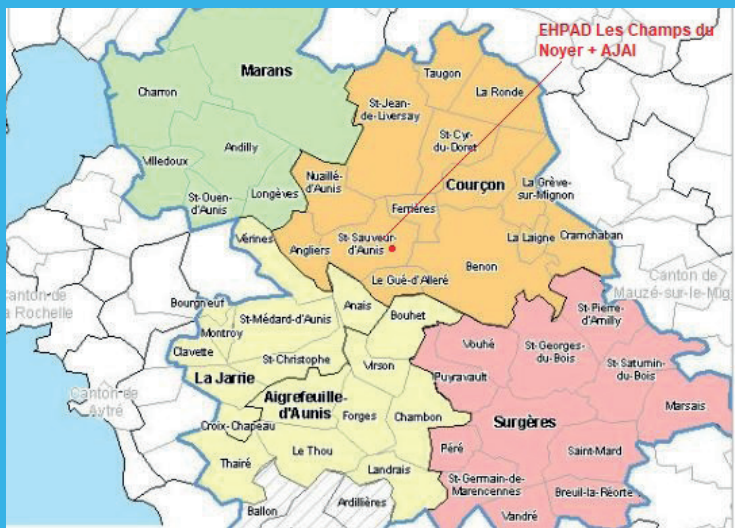 EHPAD Les Champs du
Noyer + AJAI
Marans
Taugon
Charron
La Ronde
St-Jean-
de-Liversay
St-Cyr-
du-Doret
Andilly
Villedoux
Nuaillé-
d'Aunis
Courçon
La Grève-
sur-Mignon
St-Ouen-
d'Aunis
Longèves
Ferrières
Vérines
St-Sauveur-
d'Aunis
La Laigne
Cramchaban
Angliers
Benon
Le Gué-d'Alleré
Canton de
Mauzé-sur-le-Mig
Canton de
a Rochelle
Bourgneuf
Anais
Bouhet
St-Pierre-
d'Amilly
St-Médard-d'Aunis
Montroy
Vouhé
St-Georges-
du-Bois
Clavette
St-Christophe
Virson
St-Saturnin-
du-Bois
La Jarrie
Puyravault
Canton de
Aytré
Aigrefeuille-
d'Aunis
Marsais
Forges
Chambon
Surgères
Croix-Chapeau
Le Thou
Péré
Saint-Mard
Thairé
Landrais
St-Germain-de-
Marencennes
Breuil-la-Réorte
Ballon
Ardillières
Vandré